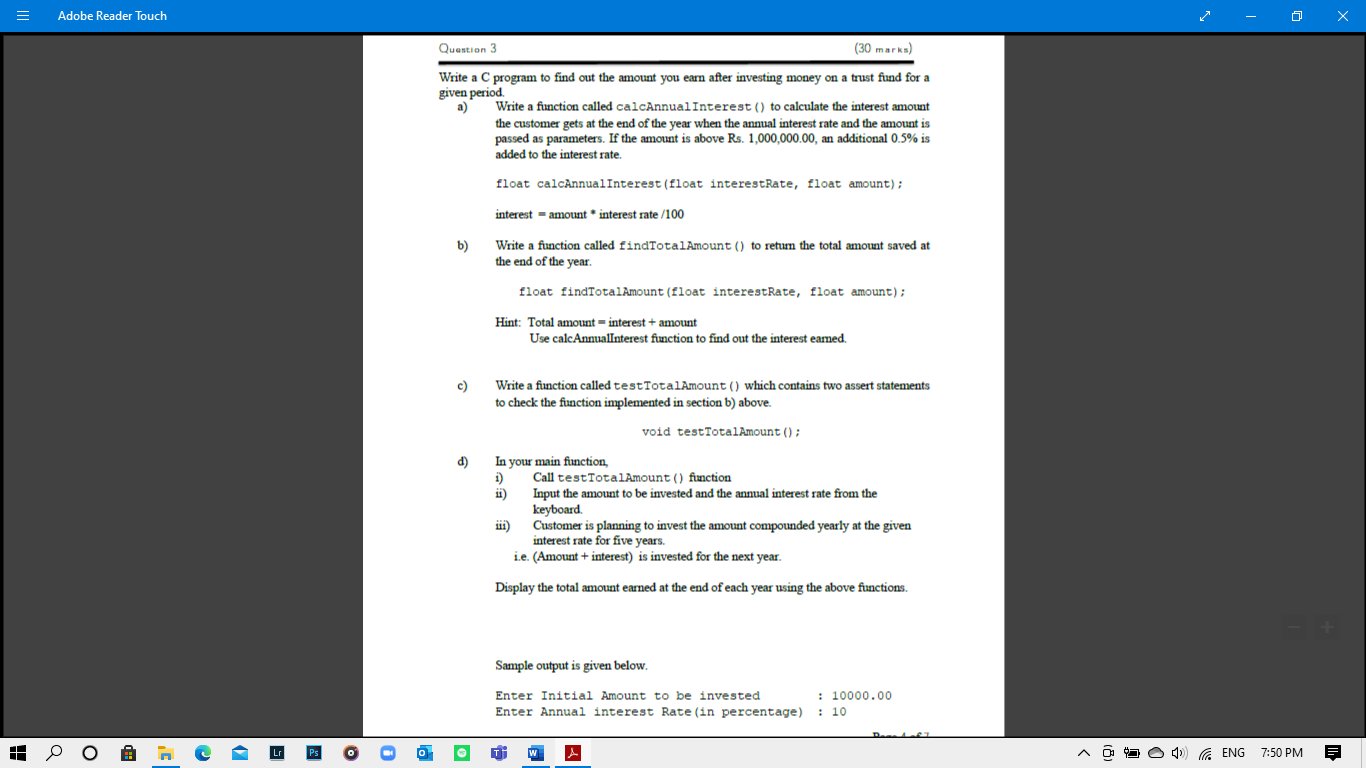 Adobe Reader Touch
Question 3 (30 marks)
Write a C program to find out the amount you earn after investing money on a trust fund for a
given period.
a) Write a function called calcAnnualInterest() to calculate the interest amount
the customer gets at the end of the year when the annual interest rate and the amount is
passed as parameters. If the amount is above Rs. 1,000,000.00, an additional 0.5% is
added to the interest rate.
float calcAnnualInterest(float interestRate, float amount);
interest = amount * interest rate /100
b) Write a function called findTotalAmount() to return the total amount saved at
the end of the year.
float findTotalAmount(float interestRate, float amount);
Hint: Total amount = interest + amount
Use calcAnnualInterest function to find out the interest earned.
c) Write a function called testTotalAmount() which contains two assert statements
to check the function implemented in section b) above.
void testTotalAmount();
d) In your main function,
i) Call testTotalAmount() function
ii) Input the amount to be invested and the annual interest rate from the
keyboard.
iii) Customer is planning to invest the amount compounded yearly at the given
interest rate for five years.
i.e. (Amount + interest) is invested for the next year.
Display the total amount earned at the end of each year using the above functions.
Sample output is given below.
Enter Initial Amount to be invested : 10000.00
Enter Annual interest Rate(in percentage) : 10
Page 4 of 7
Lr Ps W ENG 7:50 PM